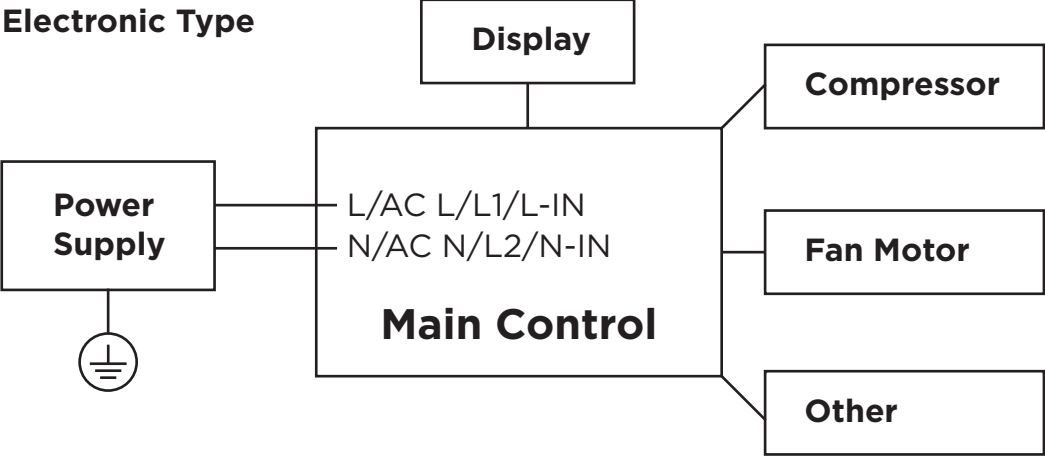 Electronic Type
Display
Compressor
Power
Supply
L/AC L/L1/L-IN
N/AC N/L2/N-IN
Main Control
Fan Motor
Other